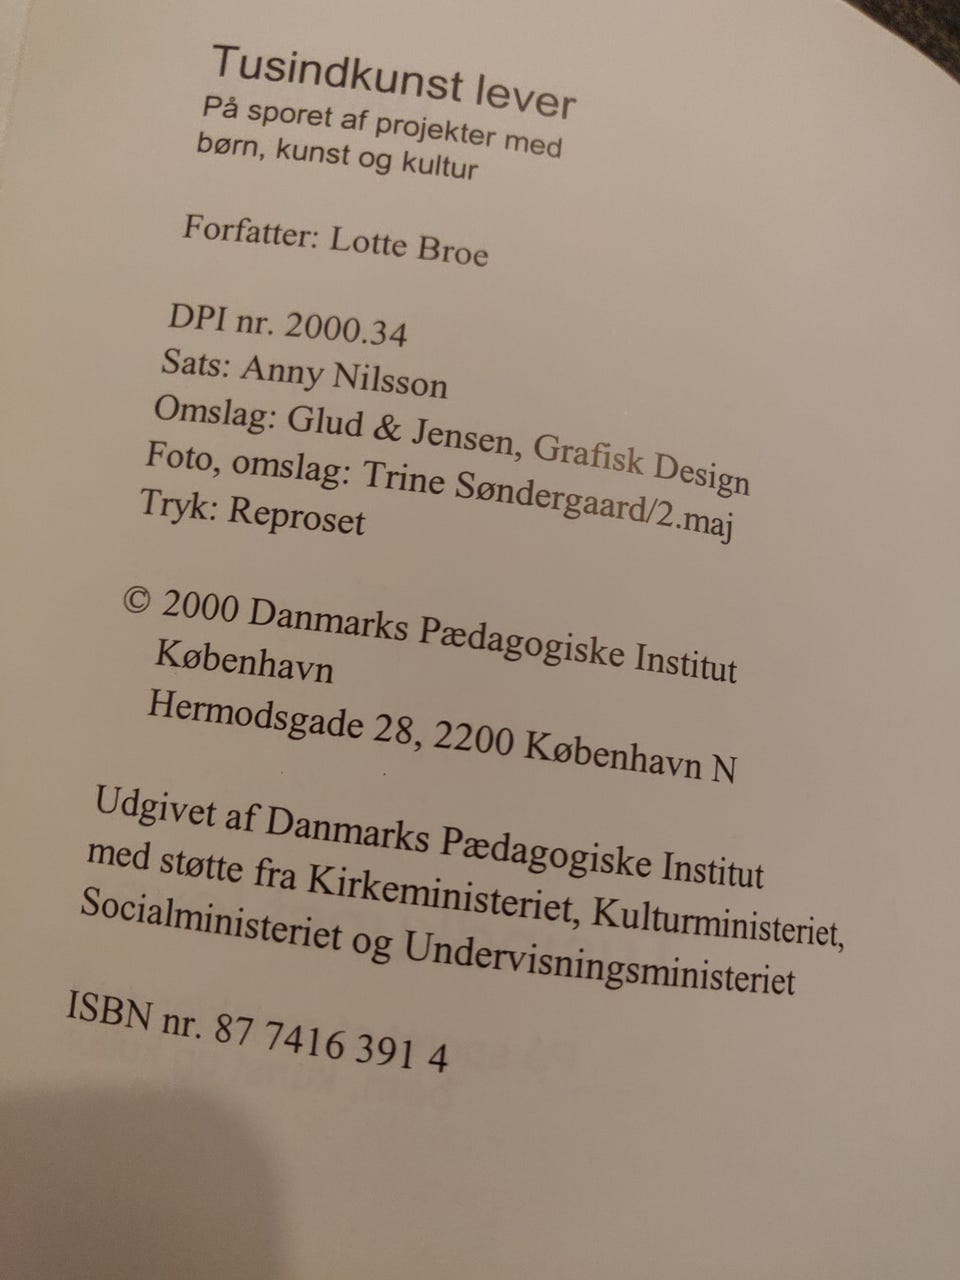 Tusindkunst lever
På sporet af projekter med
børn, kunst og kultur
Forfatter: Lotte Broe
DPI nr. 2000.34
Sats: Anny Nilsson
Omslag: Glud & Jensen, Grafisk Design
Foto, omslag: Trine Søndergaard/2.maj
Tryk: Reproset
© 2000 Danmarks Pædagogiske Institut
København
Hermodsgade 28, 2200 København N
Udgivet af Danmarks Pædagogiske Institut
med støtte fra Kirkeministeriet, Kulturministeriet,
Socialministeriet og Undervisningsministeriet
ISBN nr. 87 7416 391 4